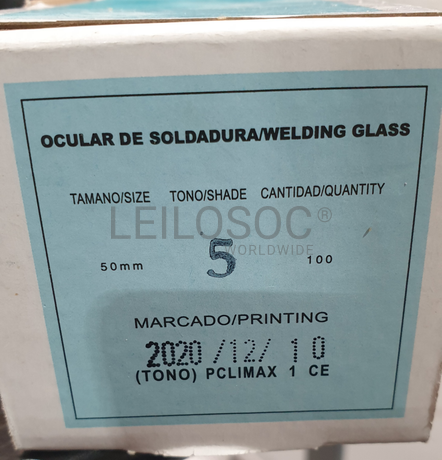 OCULAR DE SOLDADURA/WELDING GLASS
TAMANO/SIZE TONO/SHADE CANTIDAD/QUANTITY
LEILOSOC®
WORLDWIDE
50mm 5 100
MARCADO/PRINTING
2020/12/ 10
(TONO) PCLIMAX 1 CE